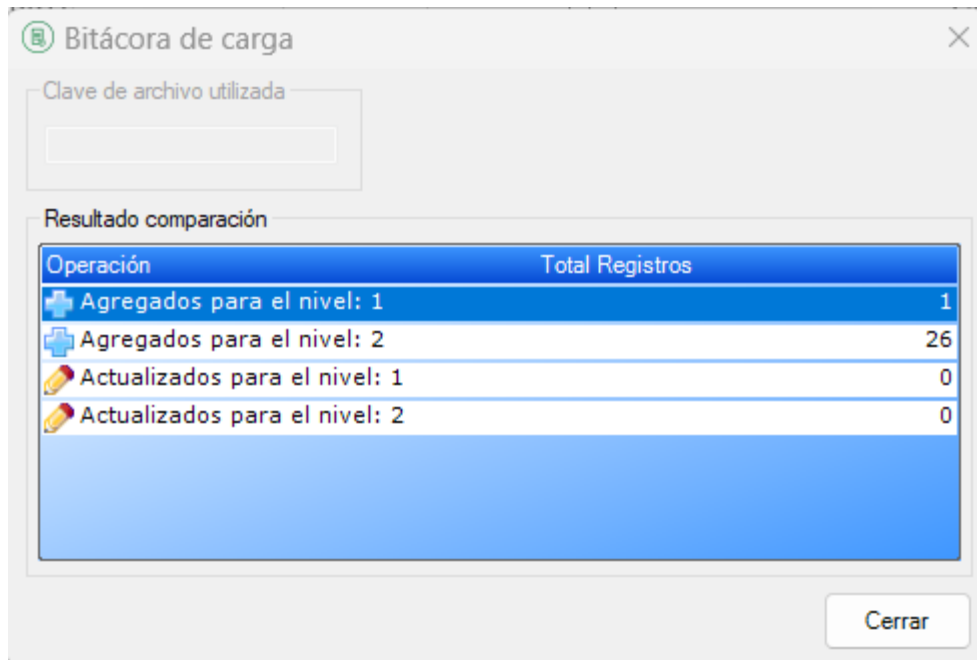 Bitácora de carga
Clave de archivo utilizada
Resultado comparación
Operación Total Registros
Agregados para el nivel: 1 1
Agregados para el nivel: 2 26
Actualizados para el nivel: 1 0
Actualizados para el nivel: 2 0
Cerrar